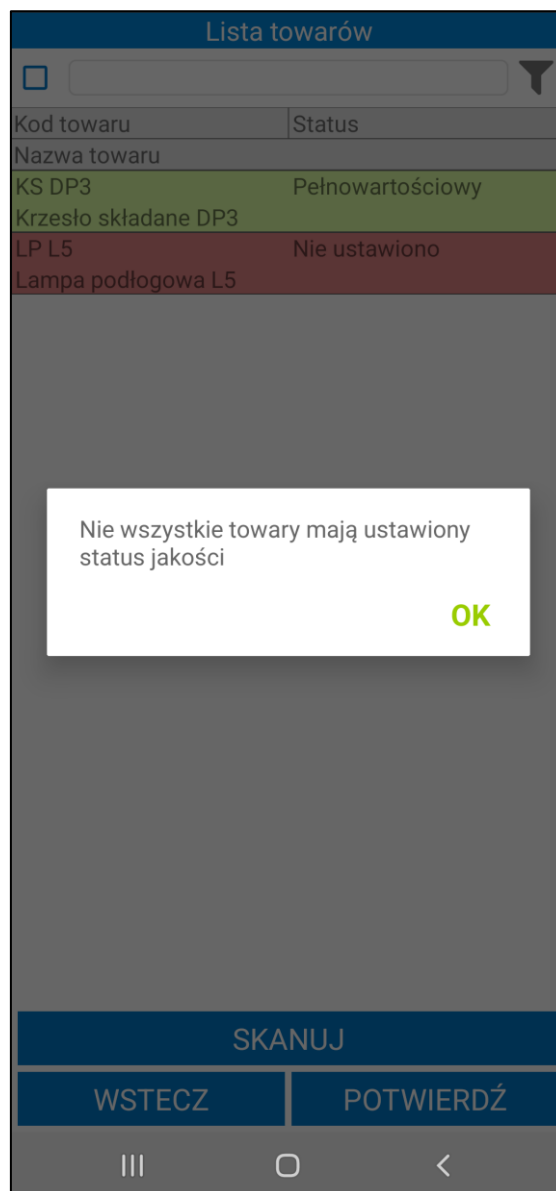 Lista towarów
Kod towaru Status
Nazwa towaru
KS DP3 Pełnowartościowy
Krzesło składane DP3
LP L5 Nie ustawiono
Lampa podłogowa L5
Nie wszystkie towary mają ustawiony
status jakości
OK
SKANUJ
WSTECZ POTWIERDŹ